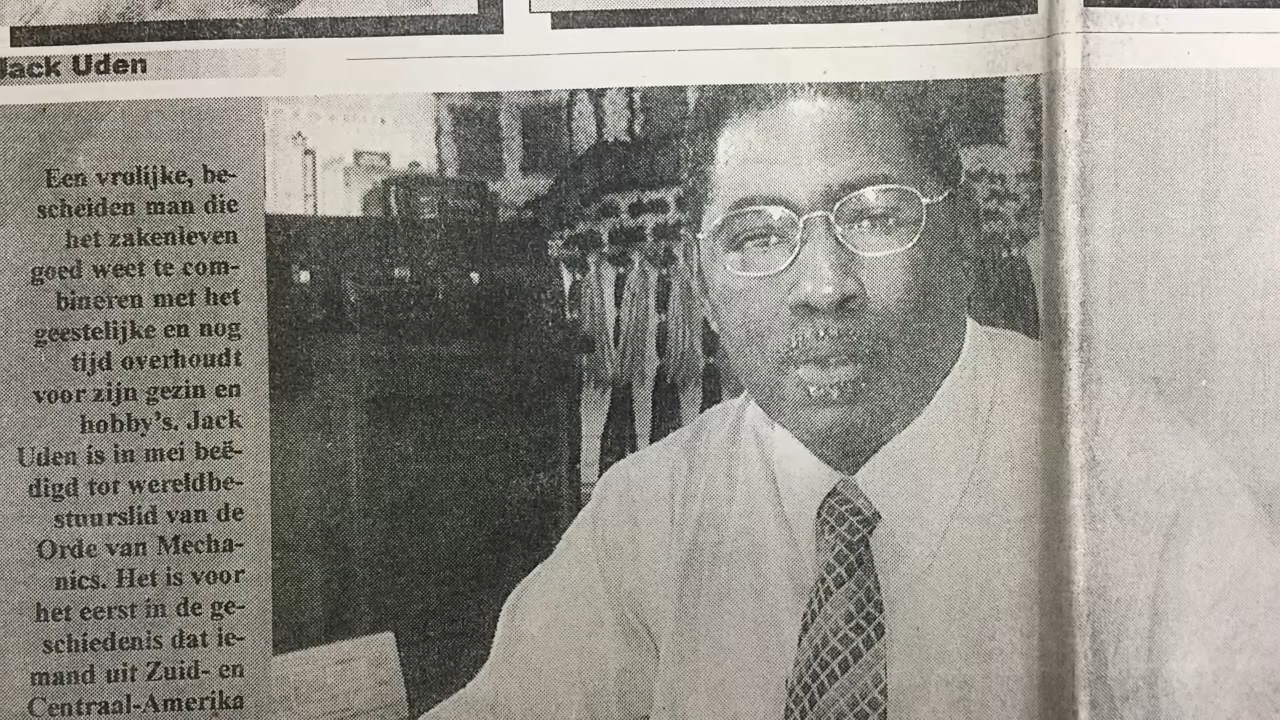 Jack Uden
Een vrolijke, be-
scheiden man die
het zakenleven
goed weet te com-
bineren met het
geestelijke en nog
tijd overhoudt
voor zijn gezin en
hobby's. Jack
Uden is in mei beë-
digd tot wereldbe-
stuurslid van de
Orde van Mecha-
nics. Het is voor
het eerst in de ge-
schiedenis dat ie-
mand uit Zuid- en
Centraal-Amerika